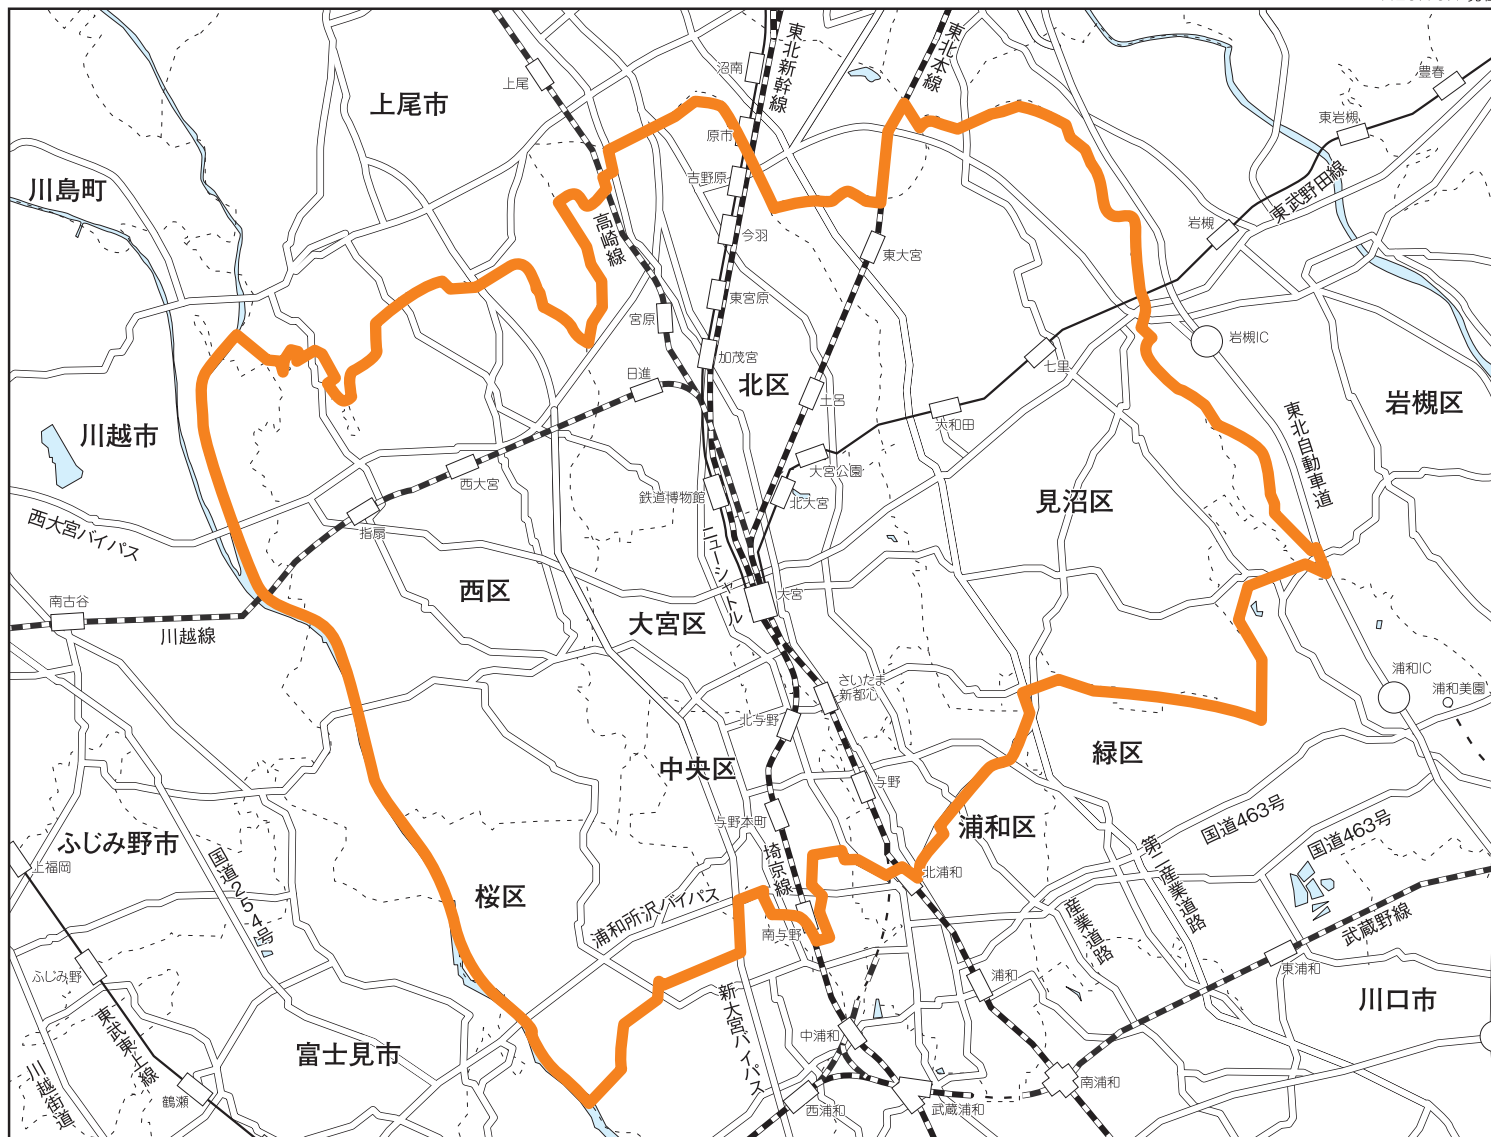 東北新幹線
東北本線
沼南
上尾
上尾市
豊春
東岩槻
原市
吉野原
川島町
東武野田線
岩槻
高崎線
今羽
東大宮
東宮原
宮原
岩槻IC
加茂宮
七里
日進
北区
土呂
岩槻区
大和田
東北自動車道
川越市
大宮公園
西大宮
鉄道博物館
北大宮
見沼区
西大宮バイパス
指扇
ニューシャトル
西区
大宮
南古谷
大宮区
川越線
浦和IC
さいたま
新都心
浦和美園
北与野
緑区
中央区
与野
与野本町
浦和区
国道463号
国道463号
ふじみ野市
第二産業道路
埼京線
上福岡
国道254号
北浦和
桜区
浦和所沢バイパス
産業道路
武蔵野線
南与野
東浦和
ふじみ野
浦和
新大宮バイパス
川口市
東武東上線
中浦和
富士見市
川越街道
南浦和
鶴瀬
西浦和
武蔵浦和